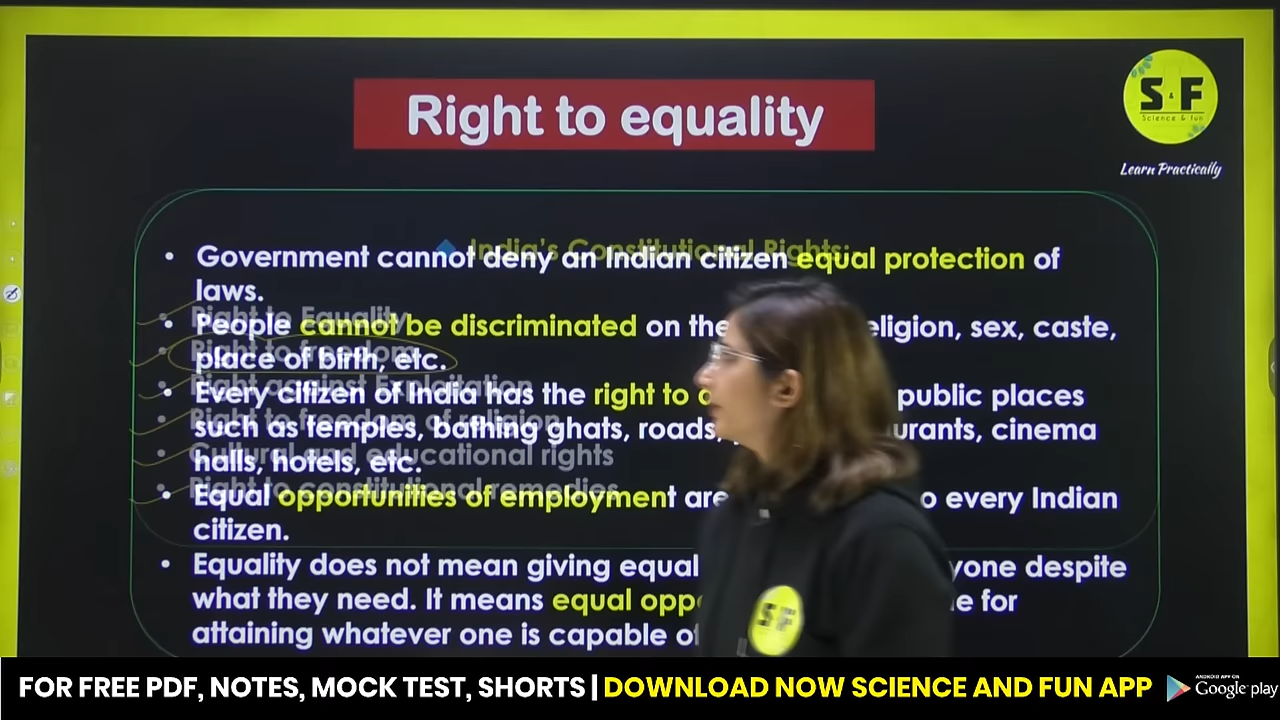 Right to equality
S&F
Science & fun
Learn Practically
India's Constitutional Rights:
• Government cannot deny an Indian citizen equal protection of
laws.
Right to Equality
• People cannot be discriminated on the eligion, sex, caste,
Right to freedom
place of birth, etc.
Right against Exploitation
• Every citizen of India has the right to public places
Right to freedom of religion
such as temples, bathing ghats, roads, urants, cinema
Cultural and educational rights
halls, hotels, etc.
Right to constitutional remedies
• Equal opportunities of employment are o every Indian
citizen.
• Equality does not mean giving equal yone despite
what they need. It means equal opp e for
attaining whatever one is capable of
S&F
FOR FREE PDF, NOTES, MOCK TEST, SHORTS | DOWNLOAD NOW SCIENCE AND FUN APP
ANDROID APP ON
Google play